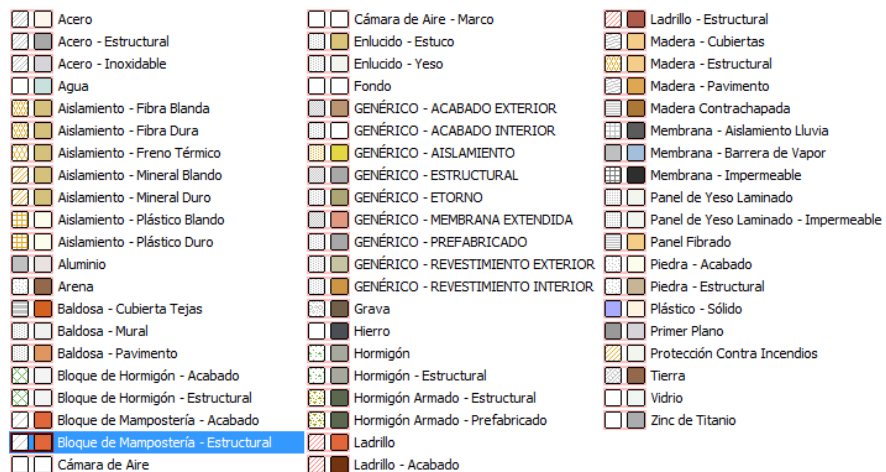 Acero
Acero - Estructural
Acero - Inoxidable
Agua
Aislamiento - Fibra Blanda
Aislamiento - Fibra Dura
Aislamiento - Freno Térmico
Aislamiento - Mineral Blando
Aislamiento - Mineral Duro
Aislamiento - Plástico Blando
Aislamiento - Plástico Duro
Aluminio
Arena
Baldosa - Cubierta Tejas
Baldosa - Mural
Baldosa - Pavimento
Bloque de Hormigón - Acabado
Bloque de Hormigón - Estructural
Bloque de Mampostería - Acabado
Bloque de Mampostería - Estructural
Cámara de Aire
Cámara de Aire - Marco
Enlucido - Estuco
Enlucido - Yeso
Fondo
GENÉRICO - ACABADO EXTERIOR
GENÉRICO - ACABADO INTERIOR
GENÉRICO - AISLAMIENTO
GENÉRICO - ESTRUCTURAL
GENÉRICO - ETORNO
GENÉRICO - MEMBRANA EXTENDIDA
GENÉRICO - PREFABRICADO
GENÉRICO - REVESTIMIENTO EXTERIOR
GENÉRICO - REVESTIMIENTO INTERIOR
Grava
Hierro
Hormigón
Hormigón - Estructural
Hormigón Armado - Estructural
Hormigón Armado - Prefabricado
Ladrillo
Ladrillo - Acabado
Ladrillo - Estructural
Madera - Cubiertas
Madera - Estructural
Madera - Pavimento
Madera Contrachapada
Membrana - Aislamiento Lluvia
Membrana - Barrera de Vapor
Membrana - Impermeable
Panel de Yeso Laminado
Panel de Yeso Laminado - Impermeable
Panel Fibrado
Piedra - Acabado
Piedra - Estructural
Plástico - Sólido
Primer Plano
Protección Contra Incendios
Tierra
Vidrio
Zinc de Titanio